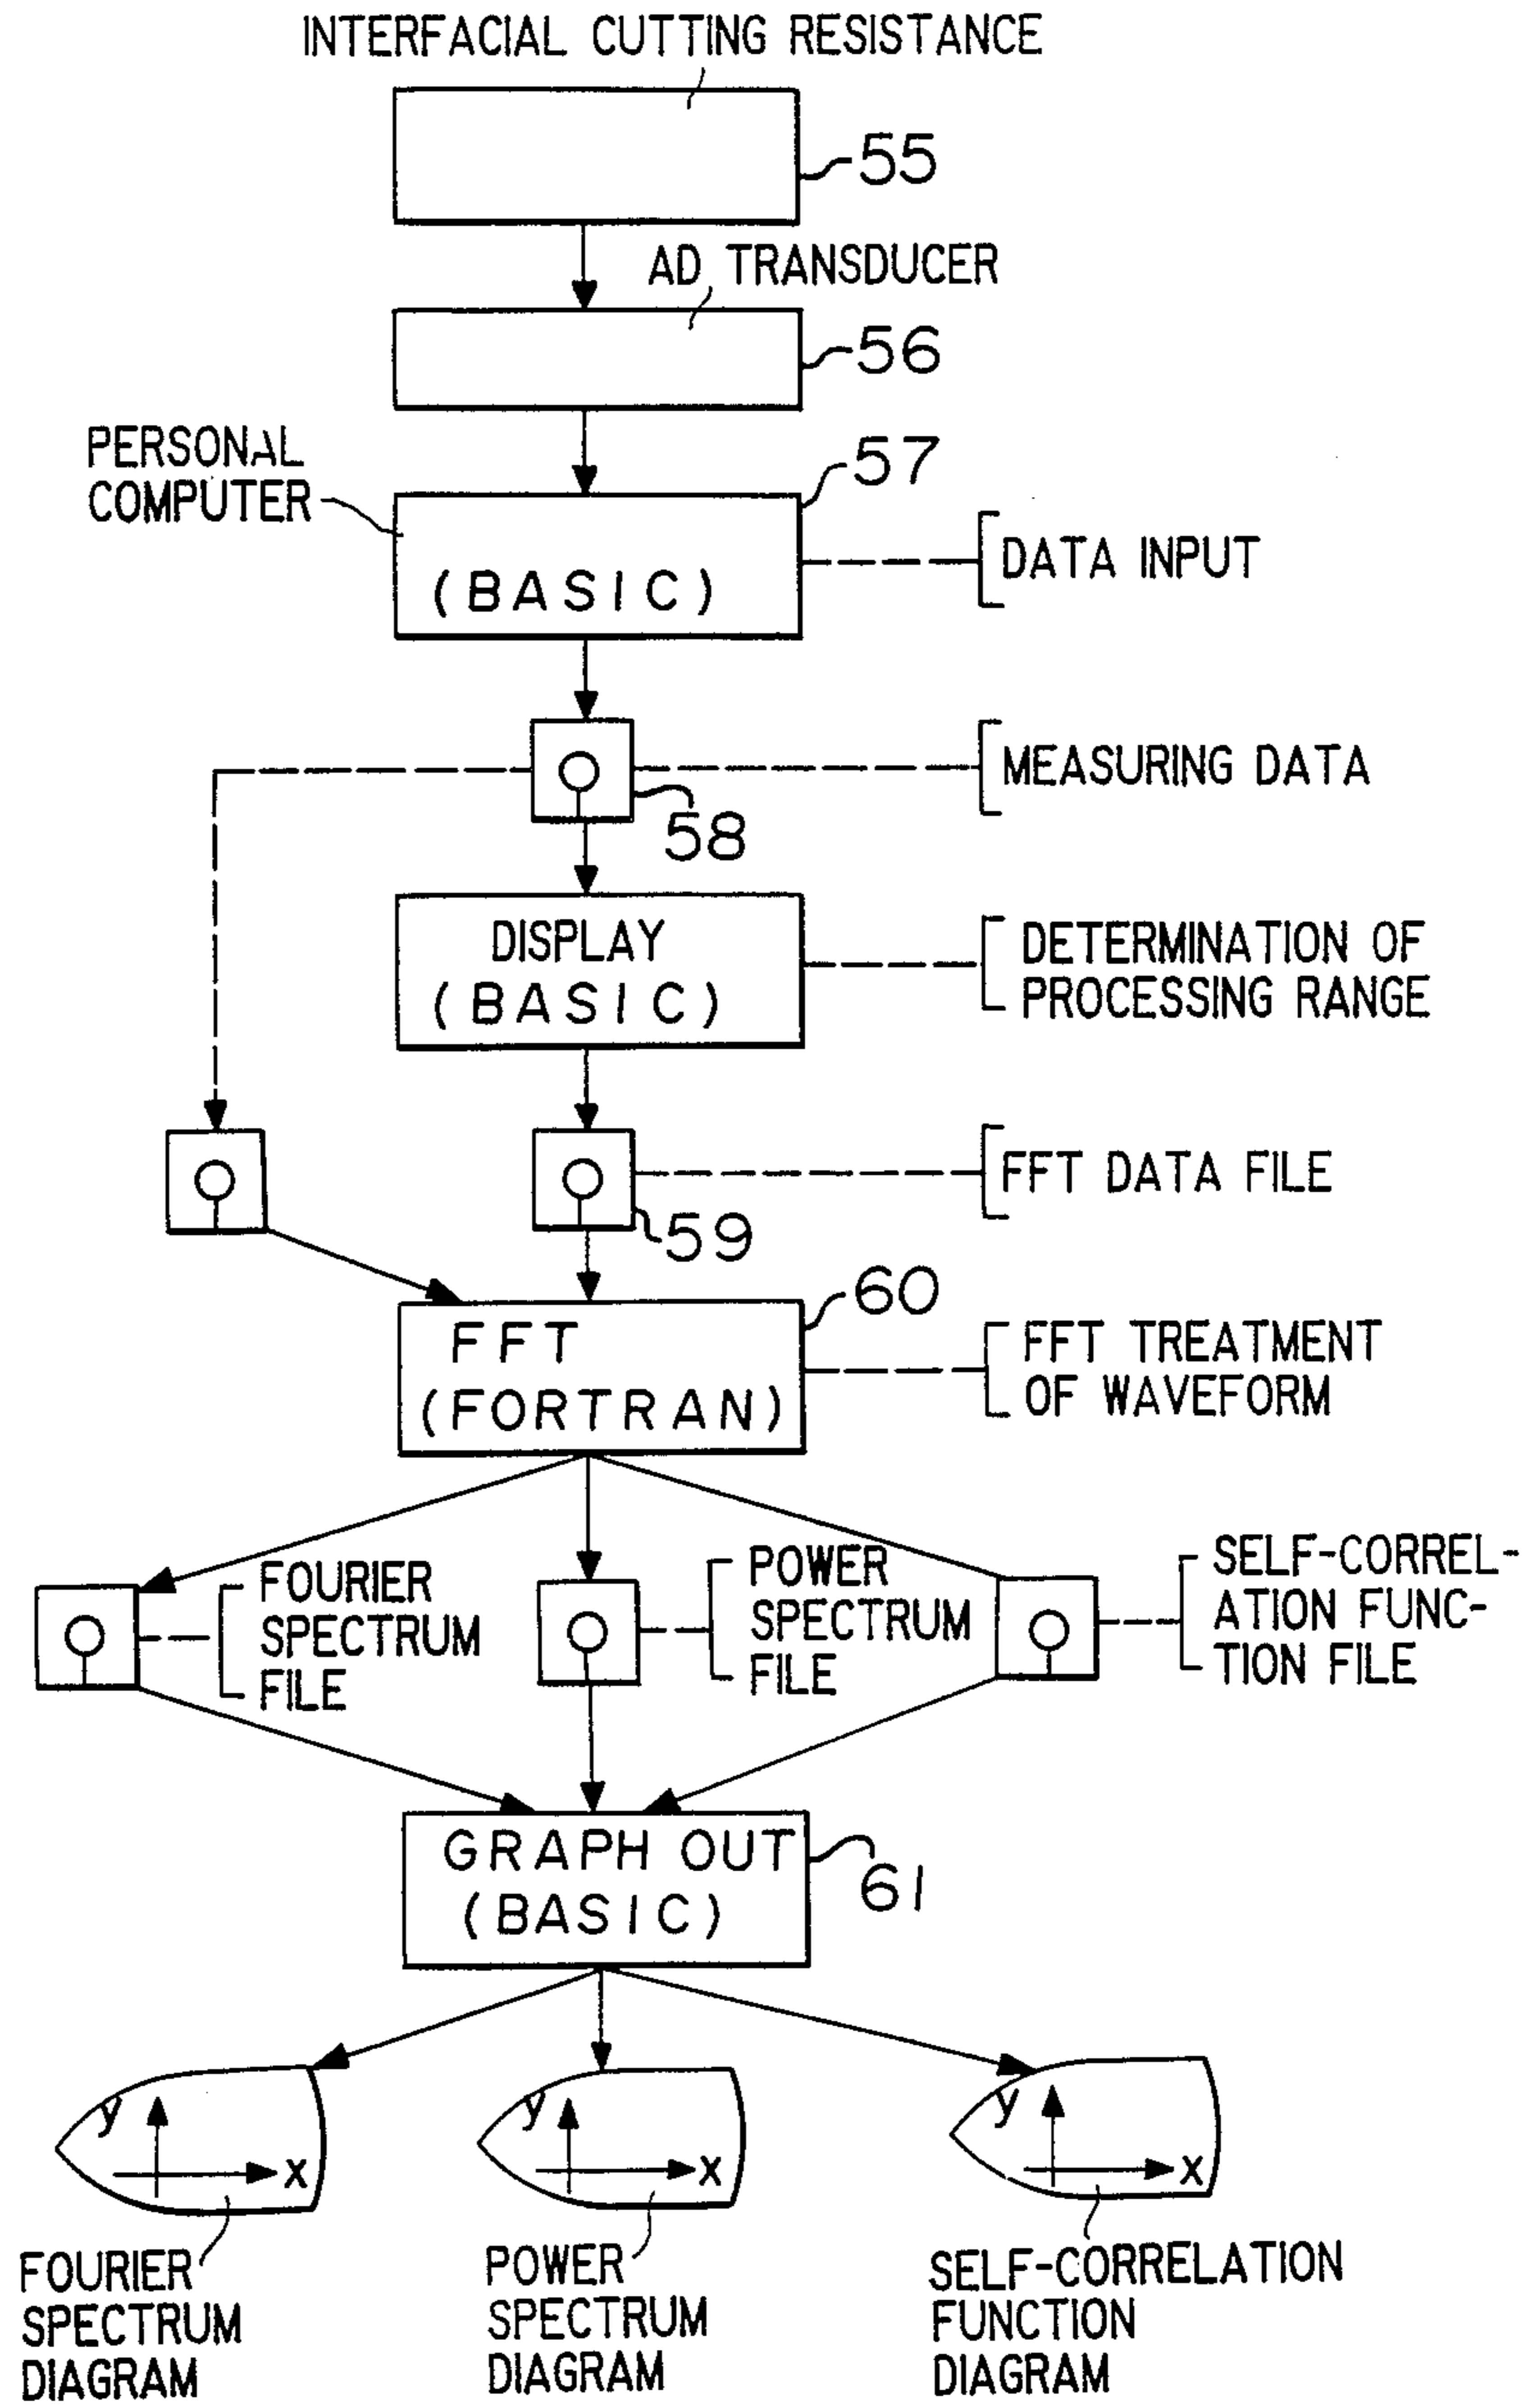 INTERFACIAL CUTTING RESISTANCE
55
AD TRANSDUCER
56
PERSONAL
COMPUTER
57
(BASIC)
DATA INPUT
MEASURING DATA
58
DISPLAY
(BASIC)
DETERMINATION OF
PROCESSING RANGE
FFT DATA FILE
59
60
FFT
(FORTRAN)
FFT TREATMENT
OF WAVEFORM
FOURIER
SPECTRUM
FILE
POWER
SPECTRUM
FILE
SELF-CORREL-
ATION FUNC-
TION FILE
GRAPH OUT
(BASIC)
61
y
x
y
x
y
x
FOURIER
SPECTRUM
DIAGRAM
POWER
SPECTRUM
DIAGRAM
SELF-CORRELATION
FUNCTION
DIAGRAM